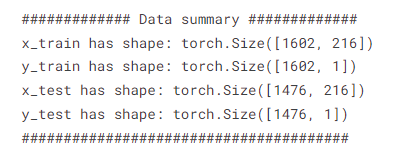 ############# Data summary #############
x_train has shape: torch.Size([1602, 216])
y_train has shape: torch.Size([1602, 1])
x_test has shape: torch.Size([1476, 216])
y_test has shape: torch.Size([1476, 1])
#######################################